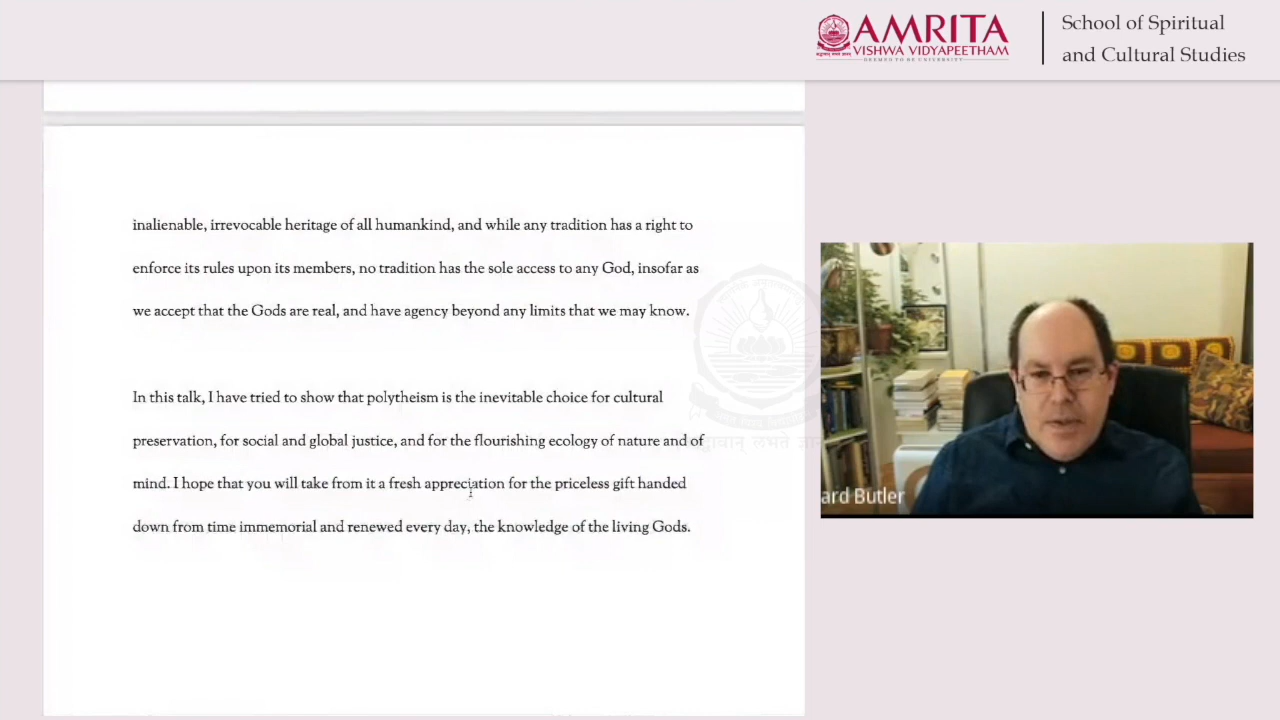 AMRITA
VISHWA VIDYAPEETHAM
DEEMED TO BE UNIVERSITY
School of Spiritual
and Cultural Studies
inalienable, irrevocable heritage of all humankind, and while any tradition has a right to
enforce its rules upon its members, no tradition has the sole access to any God, insofar as
we accept that the Gods are real, and have agency beyond any limits that we may know.
In this talk, I have tried to show that polytheism is the inevitable choice for cultural
preservation, for social and global justice, and for the flourishing ecology of nature and of
mind. I hope that you will take from it a fresh appreciation for the priceless gift handed
down from time immemorial and renewed every day, the knowledge of the living Gods.
ard Butler